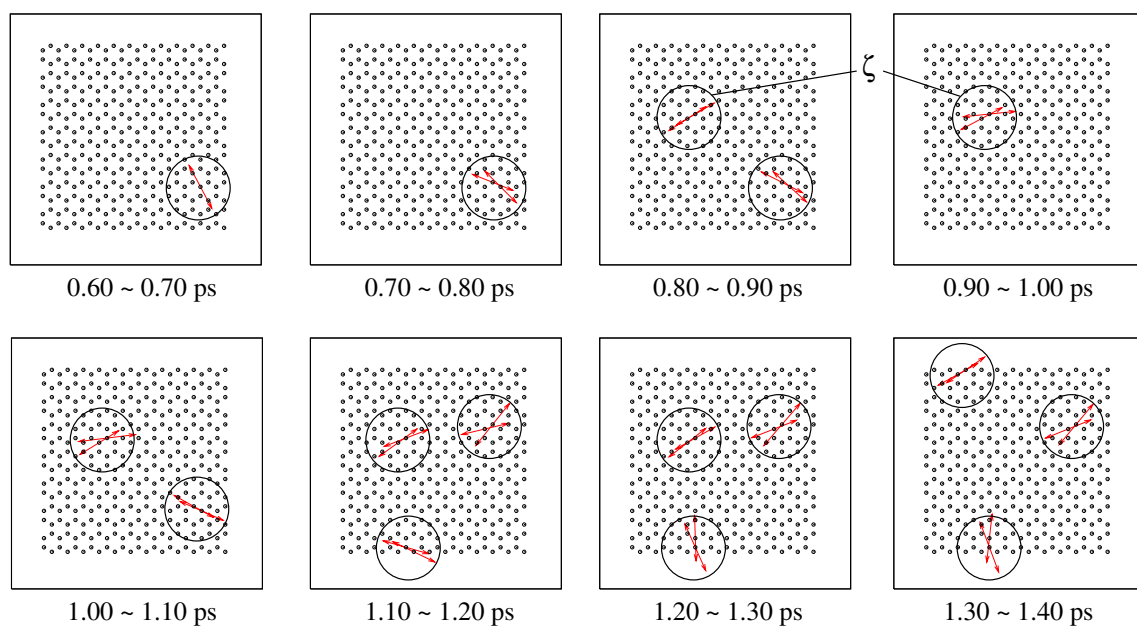 ζ
0.60 ~ 0.70 ps
0.70 ~ 0.80 ps
0.80 ~ 0.90 ps
0.90 ~ 1.00 ps
1.00 ~ 1.10 ps
1.10 ~ 1.20 ps
1.20 ~ 1.30 ps
1.30 ~ 1.40 ps